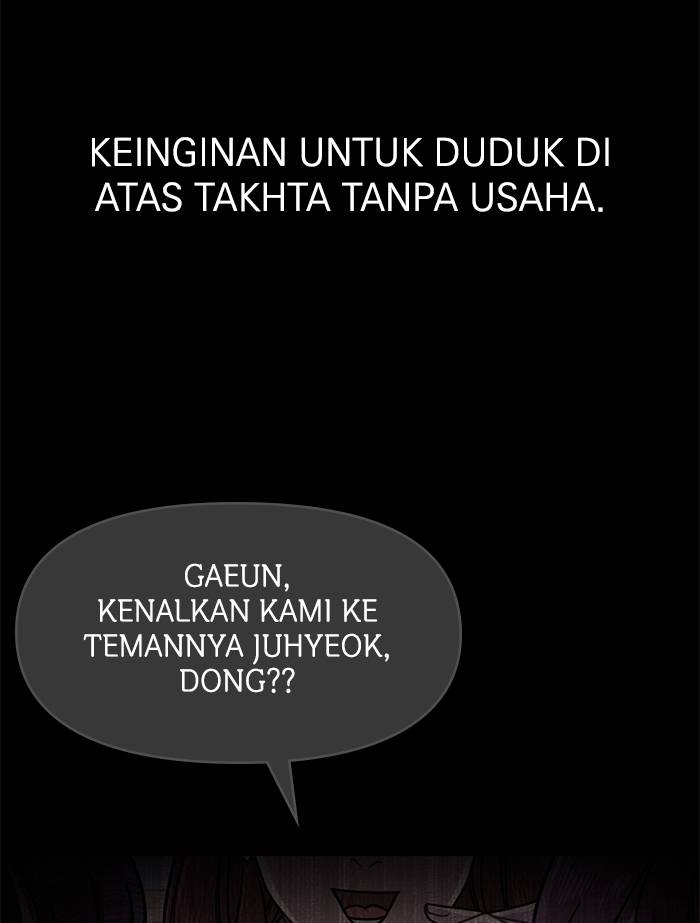 KEINGINAN UNTUK DUDUK DI
ATAS TAKHTA TANPA USAHA.
GAEUN,
KENALKAN KAMI KE
TEMANNYA JUHYEOK,
DONG??